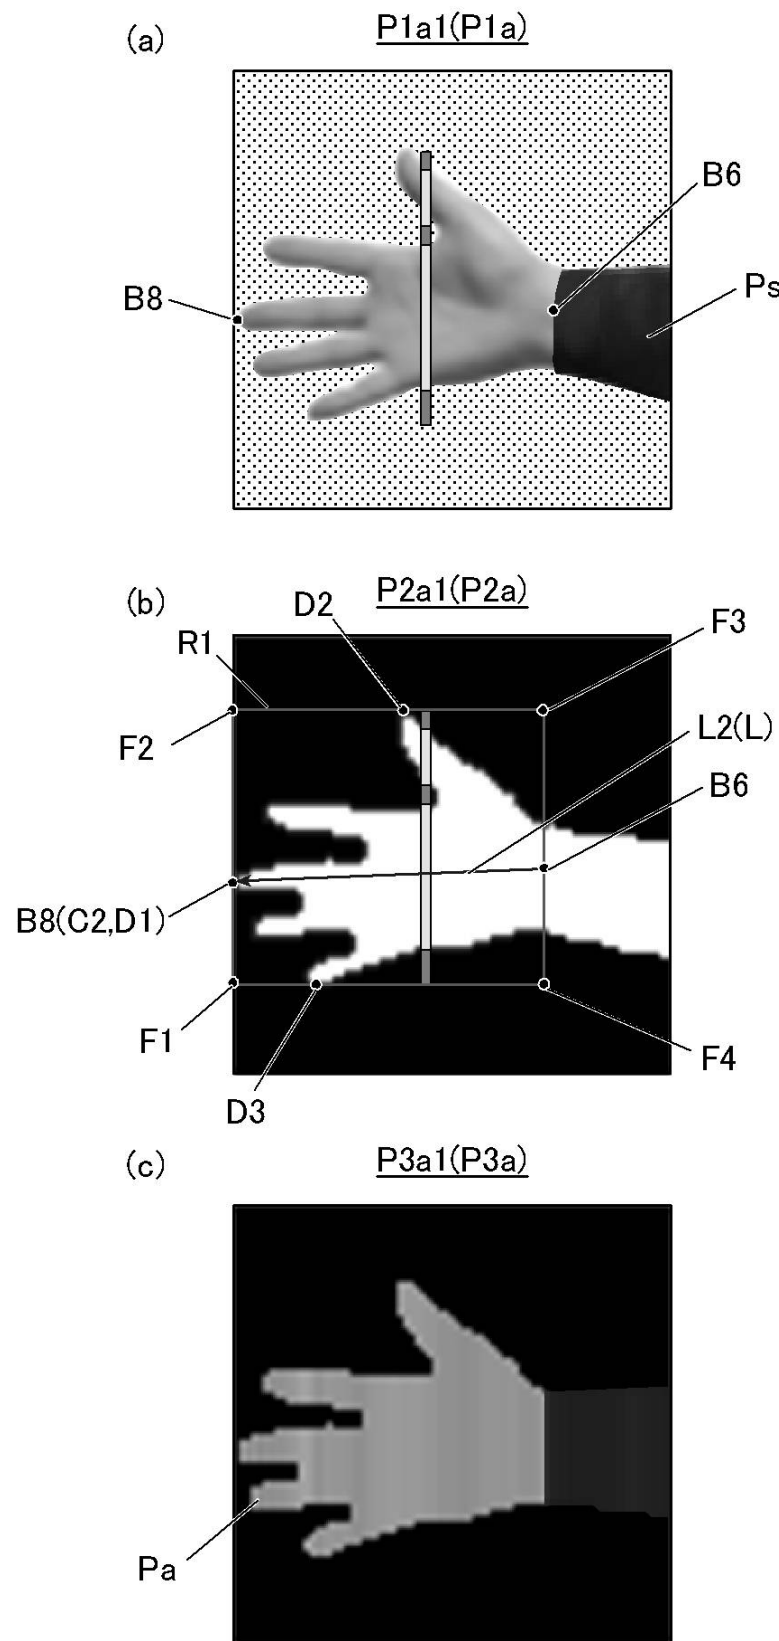 (a)
P1a1(P1a)
B6
B8
Ps
(b)
P2a1(P2a)
D2
F3
R1
F2
L2(L)
B6
B8(C2,D1)
F1
F4
D3
(c)
P3a1(P3a)
Pa